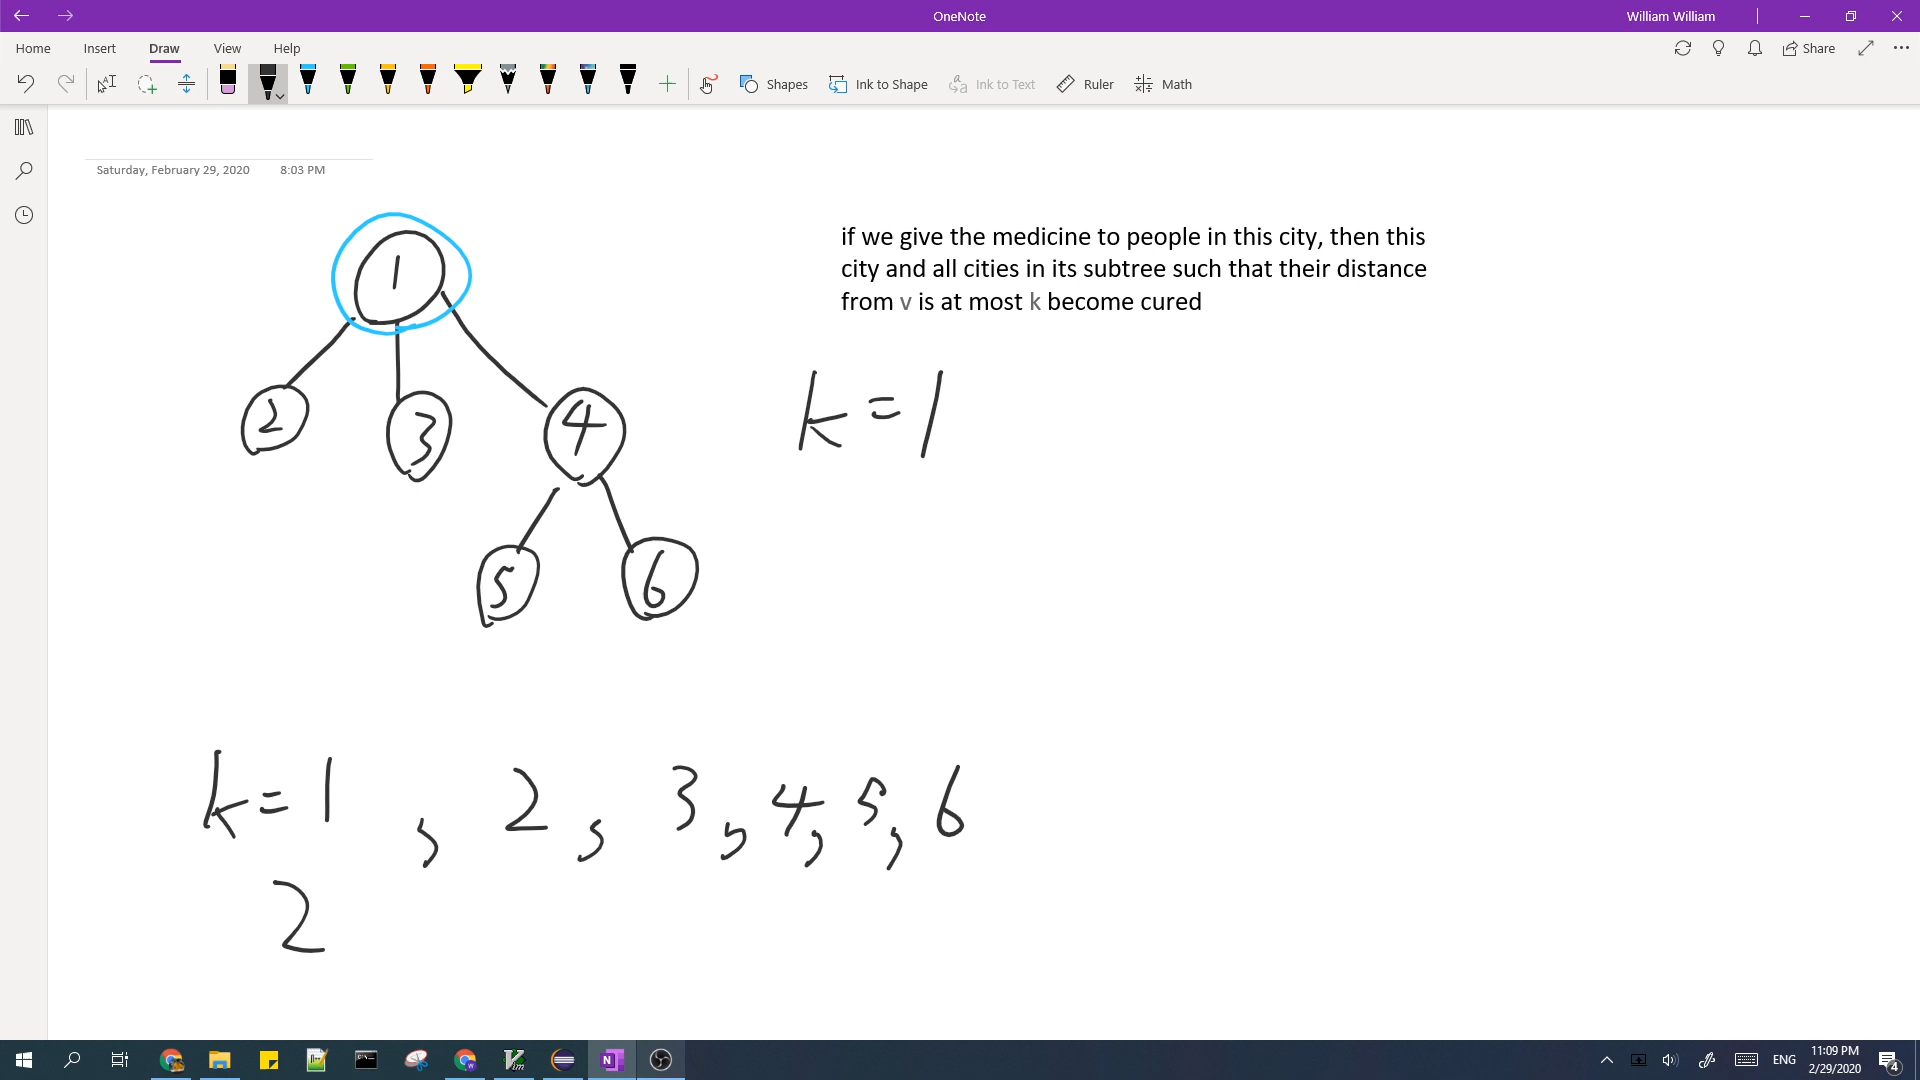 OneNote
William William
Home Insert Draw View Help
Share
Shapes Ink to Shape Ink to Text Ruler Math
Saturday, February 29, 2020 8:03 PM
if we give the medicine to people in this city, then this
city and all cities in its subtree such that their distance
from v is at most k become cured
1
k=1
2 3 4
5 6
k=1 , 2 , 3 , 4, 5, 6
2
ENG
11:09 PM
2/29/2020
4